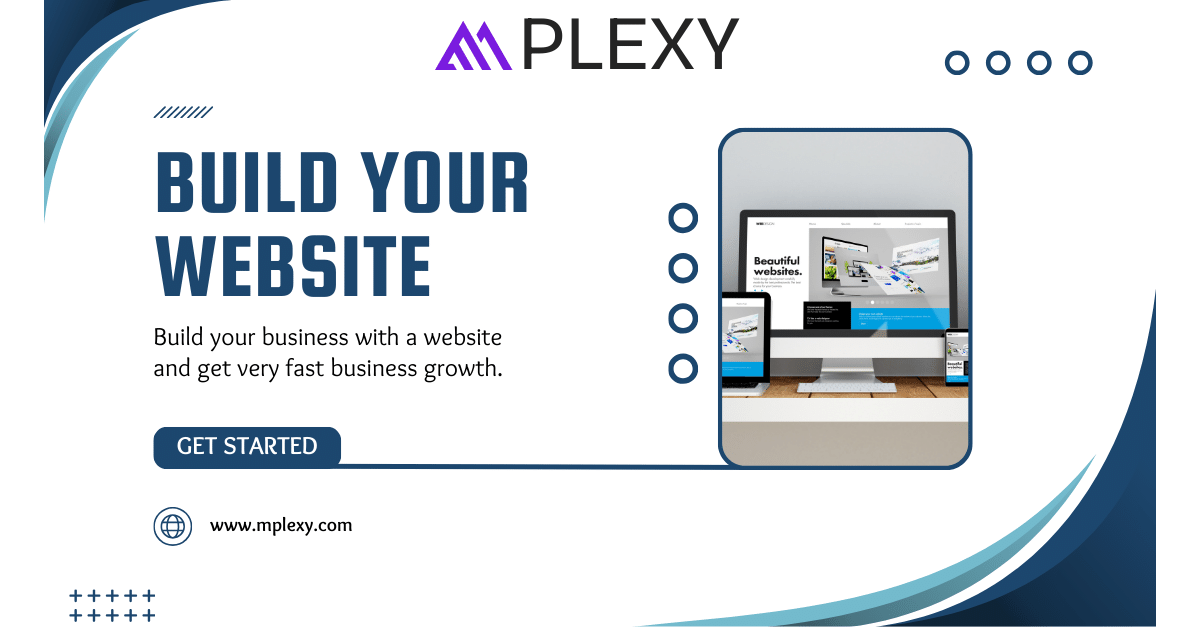 MPLEXY
BUILD YOUR
WEBSITE
Build your business with a website
and get very fast business growth.
GET STARTED
www.mplexy.com
Beautiful
websites.